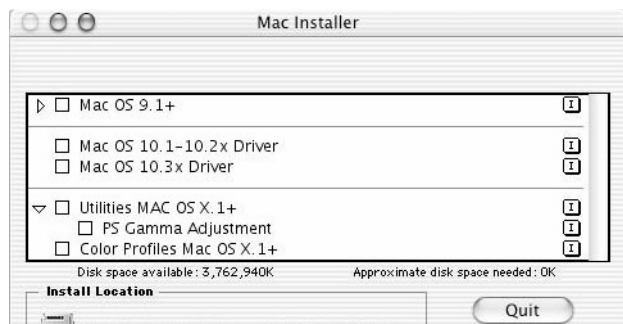 Mac Installer
Mac OS 9.1+ I
Mac OS 10.1-10.2x Driver I
Mac OS 10.3x Driver I
Utilities MAC OS X.1+ I
PS Gamma Adjustment I
Color Profiles Mac OS X.1+ I
Disk space available: 3,762,940K Approximate disk space needed: 0K
Install Location
Quit